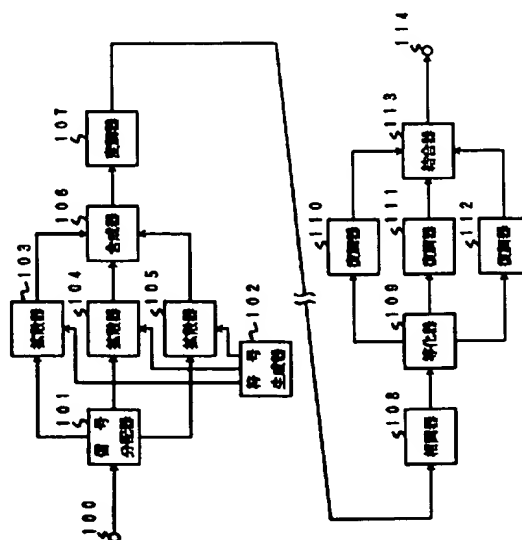 100
101
信号
分配器
103
拡散器
104
拡散器
105
拡散器
102
符号
生成器
106
合成器
107
変調器
108
相関器
109
等化器
110
復調器
111
復調器
112
復調器
113
結合器
114